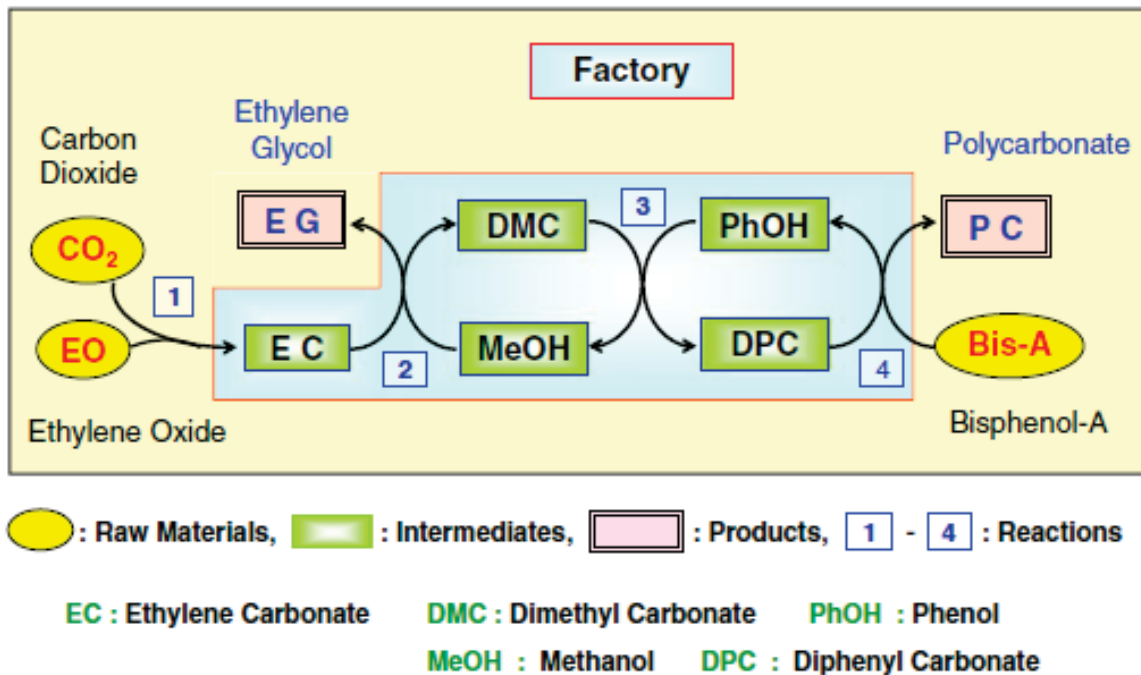 Factory
Carbon
Dioxide
Ethylene
Glycol
Polycarbonate
E G
DMC
3
PhOH
P C
CO2
1
EO
E C
2
MeOH
DPC
4
Bis-A
Ethylene Oxide
Bisphenol-A
: Raw Materials, : Intermediates, : Products, 1 - 4 : Reactions
EC : Ethylene Carbonate DMC : Dimethyl Carbonate PhOH : Phenol
MeOH : Methanol DPC : Diphenyl Carbonate